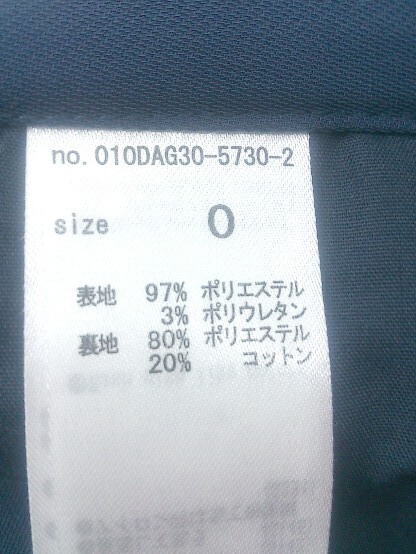 no. 010DAG30-5730-2
size 0
表地 97% ポリエステル
3% ポリウレタン
裏地 80% ポリエステル
20% コットン